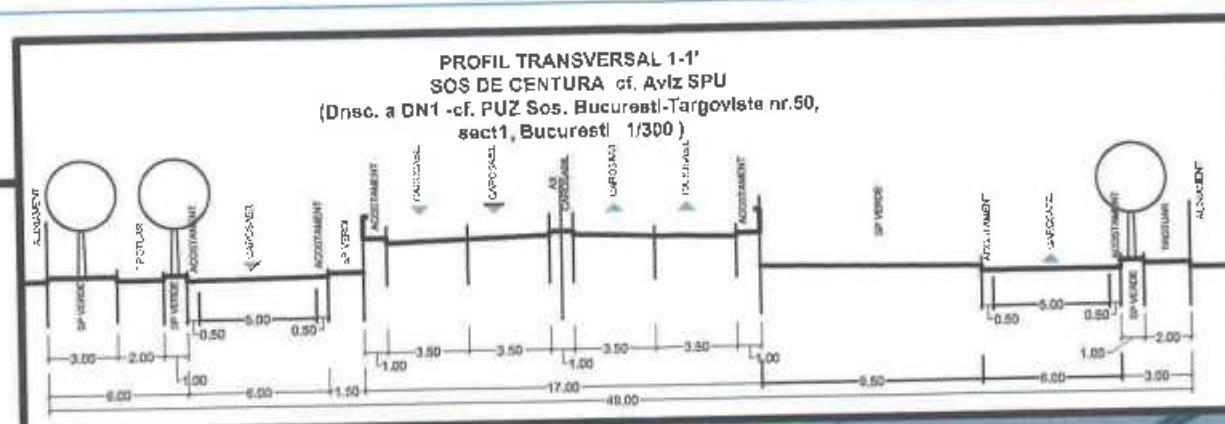 PROFIL TRANSVERSAL 1-1'
SOS DE CENTURA cf. Aviz SPU
(Dnsc. a DN1 -cf. PUZ Sos. Bucuresti-Targoviste nr.50,
sect1, Bucuresti 1/300 )
ALINIAMENT
SP VERDE
TROTUAR
SP VERDE
ACOSTAMENT
CAROSABIL
ACOSTAMENT
SP VERDE
ACOSTAMENT
CAROSABIL
CAROSABIL
AX CAROSABIL
CAROSABIL
CAROSABIL
ACOSTAMENT
SP VERDE
ACOSTAMENT
CAROSABIL
ACOSTAMENT
SP VERDE
TROTUAR
ALINIAMENT
5.00
0.50
0.50
5.00
0.50
0.50
3.00
2.00
1.00
1.00
3.50
3.50
1.00
3.50
3.50
1.00
1.00
2.00
6.00
6.00
1.50
17.00
9.50
6.00
3.00
49.00